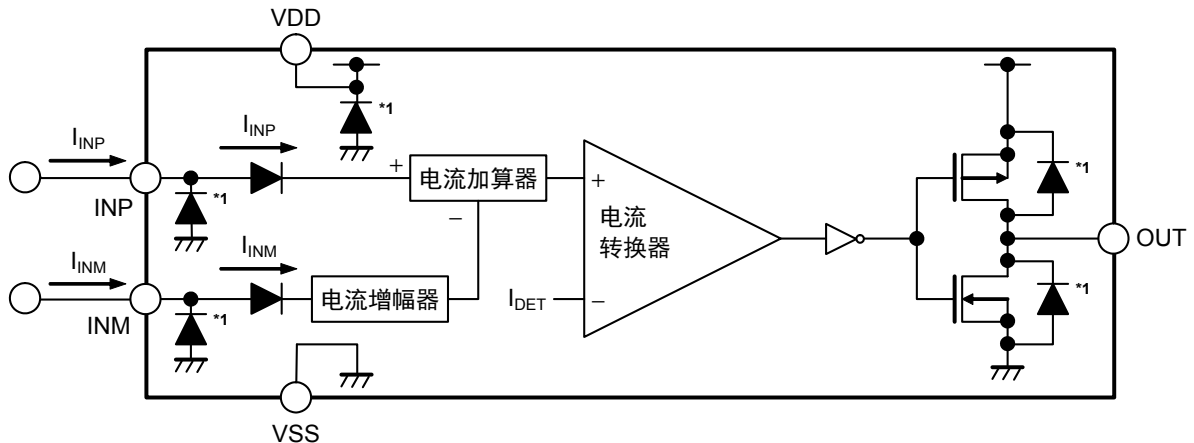 VDD
*1
I_INP
I_INP
+
电流加算器
+
INP
*1
−
电流
转换器
*1
OUT
I_INM
I_INM
电流增幅器
I_DET
−
INM
*1
*1
VSS